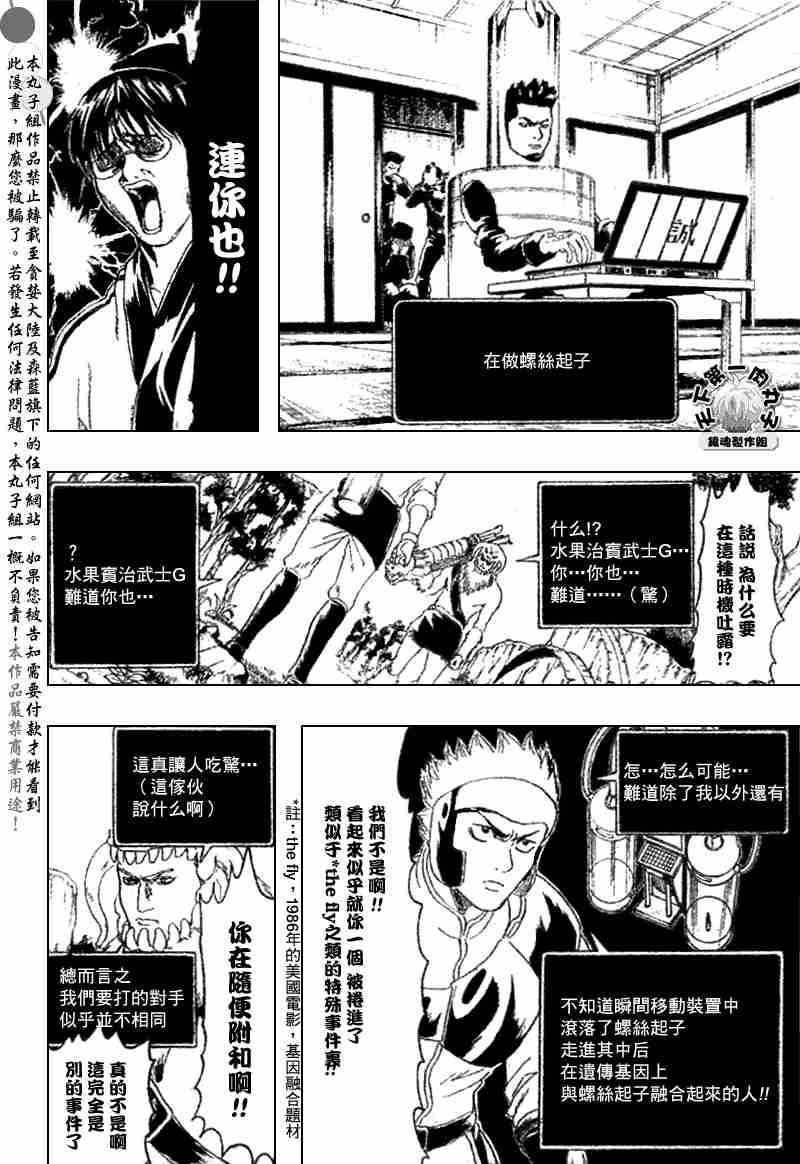 誠
在做螺絲起子
天下第一肉丸子
銀魂製作組
連你也!!
話說 為什么要
在這種時機吐露!?
什么!?
水果賓治武士G…
你…你也…
難道……（驚）
？
水果賓治武士G
難道你也…
怎…怎么可能…
難道除了我以外還有
不知道瞬間移動裝置中
滾落了螺絲起子
走進其中后
在遺傳基因上
與螺絲起子融合起來的人!!
我們不是啊!!
看起來似乎就你一個 被捲進了
類似于*the fly之類的特殊事件裏!!
*註：the fly，1986年的美國電影，基因融合題材
這真讓人吃驚…
（這傢伙
說什么啊）
你在隨便附和啊!!
總而言之
我們要打的對手
似乎並不相同
真的不是啊
這完全是
別的事件了
本丸子組作品禁止轉載至貪婪大陸及森藍旗下的任何網站。如果您被告知需要付款才能看到
此漫畫，那麼您被騙了。若發生任何法律問題，本丸子組一概不負責！本作品嚴禁商業用途！